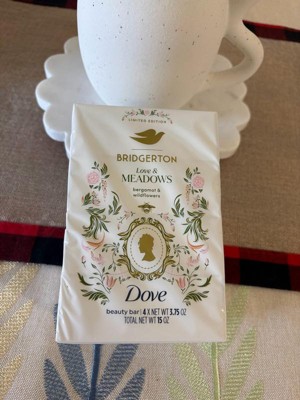 LIMITED EDITION
BRIDGERTON
Love &
MEADOWS
bergamot &
wildflowers
Dove
beauty bar | 4 X NET WT 3.75 OZ
TOTAL NET WT 15 OZ